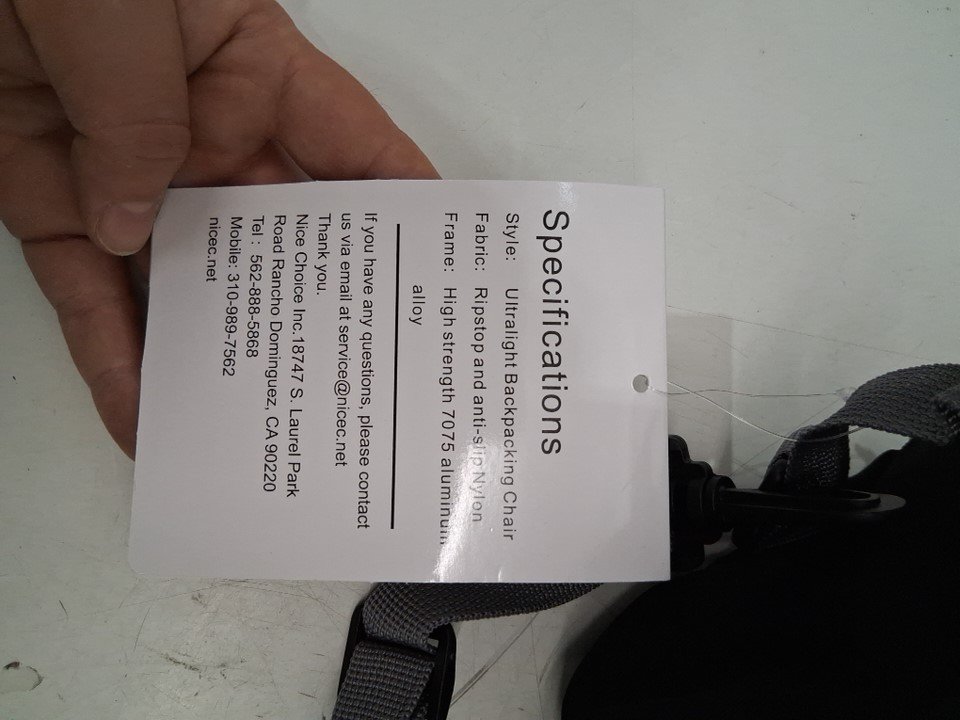 Specifications
Style: Ultralight Backpacking Chair
Fabric: Ripstop and anti-slip Nylon
Frame: High strength 7075 aluminum
alloy
If you have any questions, please contact
us via email at service@nicec.net
Thank you.
Nice Choice Inc.18747 S. Laurel Park
Road Rancho Dominguez, CA 90220
Tel : 562-888-5868
Mobile: 310-989-7562
nicec.net